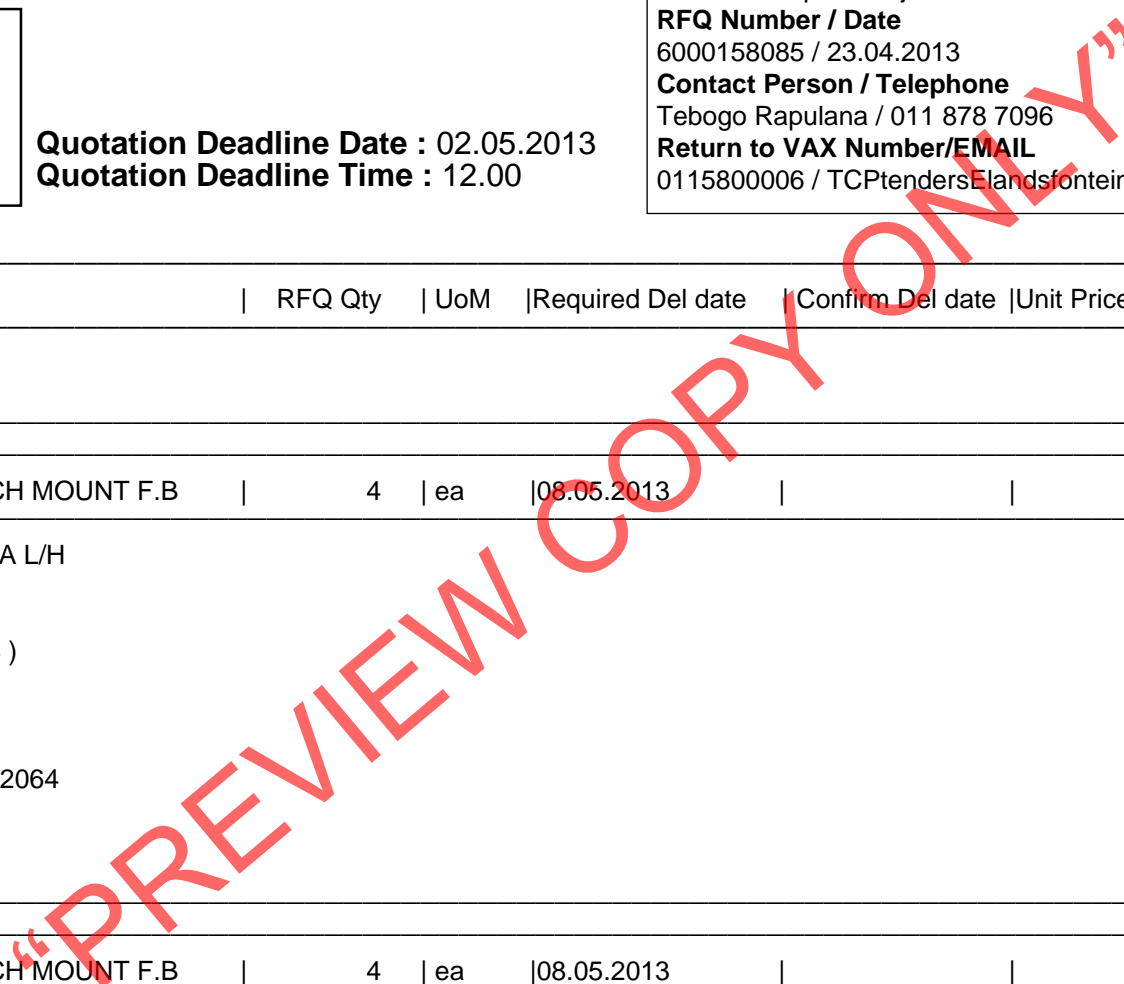 RFQ Number / Date
6000158085 / 23.04.2013
Contact Person / Telephone
Tebogo Rapulana / 011 878 7096
Return to VAX Number/EMAIL
0115800006 / TCPtendersElandsfontein
Quotation Deadline Date : 02.05.2013
Quotation Deadline Time : 12.00
| RFQ Qty | UoM |Required Del date | Confirm Del date |Unit Price
CH MOUNT F.B | 4 | ea |08.05.2013 | |
A L/H
)
2064
CH MOUNT F.B | 4 | ea |08.05.2013 | |
“PREVIEW COPY ONLY”